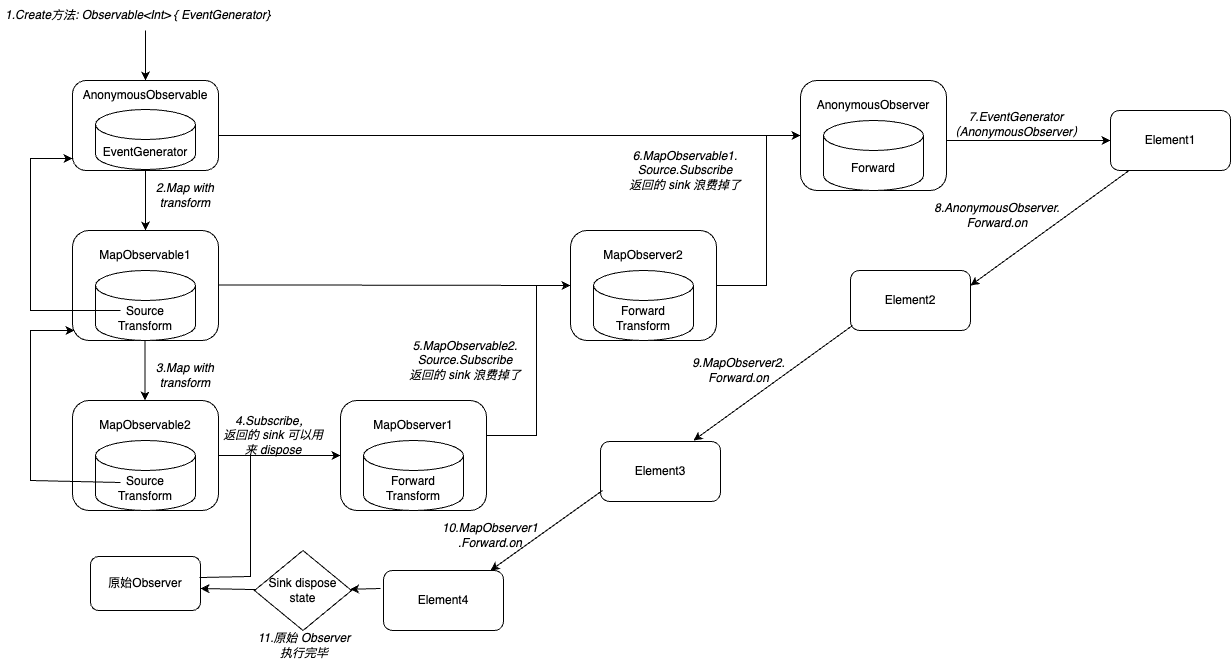 1.Create方法: Observable<Int> { EventGenerator}
AnonymousObservable
EventGenerator
AnonymousObserver
Forward
7.EventGenerator
(AnonymousObserver)
Element1
6.MapObservable1.
Source.Subscribe
返回的 sink 浪费掉了
2.Map with
transform
8.AnonymousObserver.
Forward.on
MapObservable1
Source
Transform
MapObserver2
Forward
Transform
Element2
5.MapObservable2.
Source.Subscribe
返回的 sink 浪费掉了
3.Map with
transform
9.MapObserver2.
Forward.on
MapObservable2
Source
Transform
4.Subscribe,
返回的 sink 可以用
来 dispose
MapObserver1
Forward
Transform
Element3
10.MapObserver1
.Forward.on
原始Observer
Sink dispose
state
Element4
11.原始 Observer
执行完毕